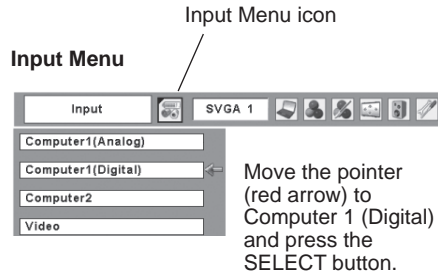 Input Menu icon
Input Menu
Input
SVGA 1
Computer1(Analog)
Computer1(Digital)
Computer2
Video
Move the pointer
(red arrow) to
Computer 1 (Digital)
and press the
SELECT button.